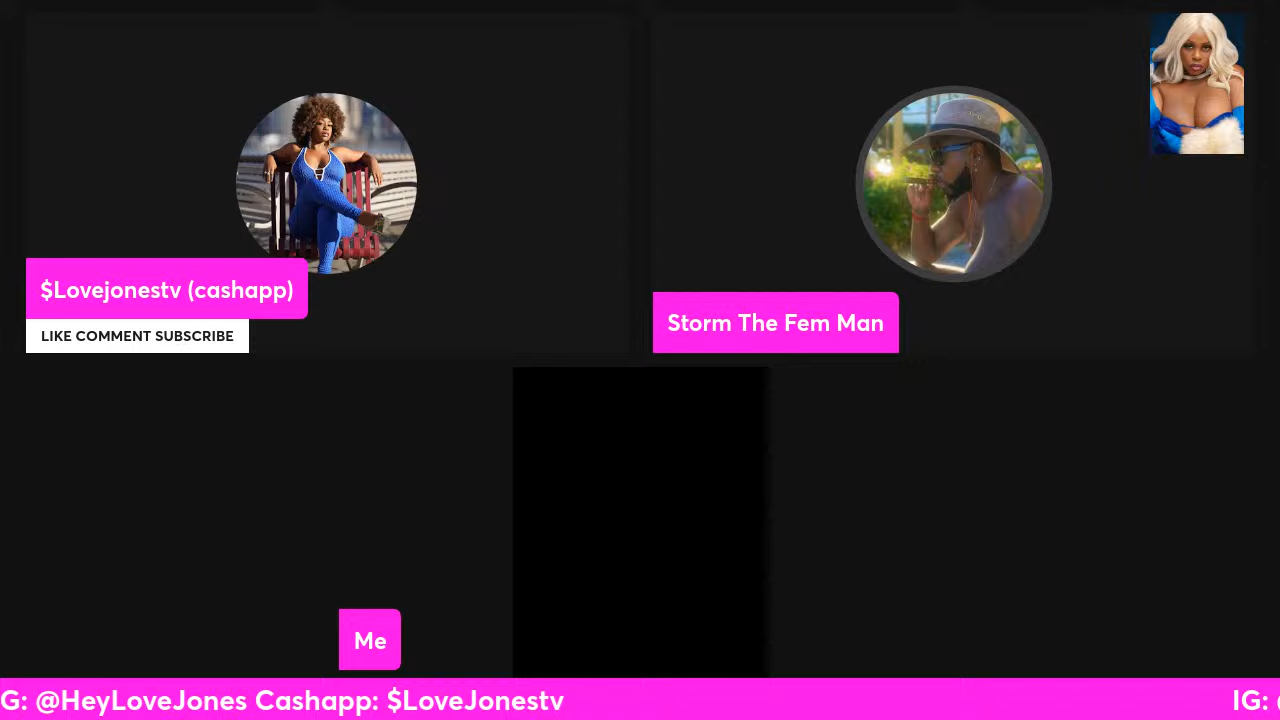 $Lovejonestv (cashapp)
LIKE COMMENT SUBSCRIBE
Storm The Fem Man
Me
G: @HeyLoveJones Cashapp: $LoveJonestv
IG: